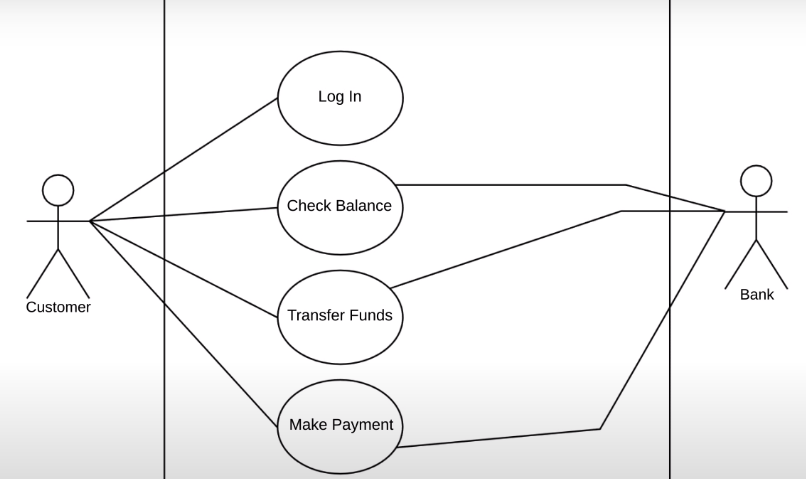 Log In
Check Balance
Transfer Funds
Make Payment
Customer
Bank